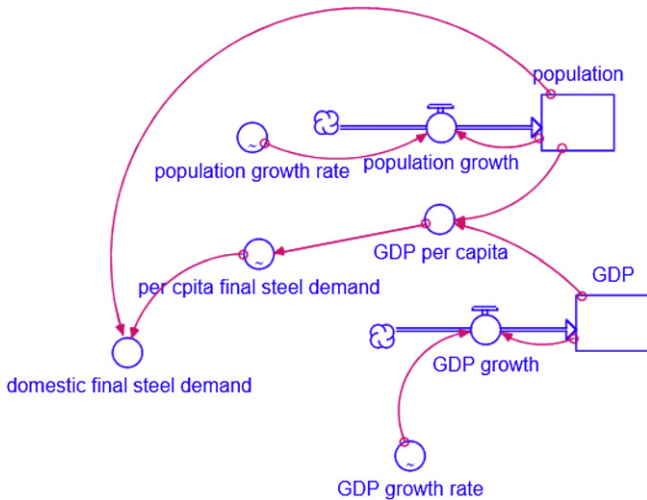 population
population growth rate
population growth
GDP per capita
GDP
per cpita final steel demand
GDP growth
domestic final steel demand
GDP growth rate
~
~
~